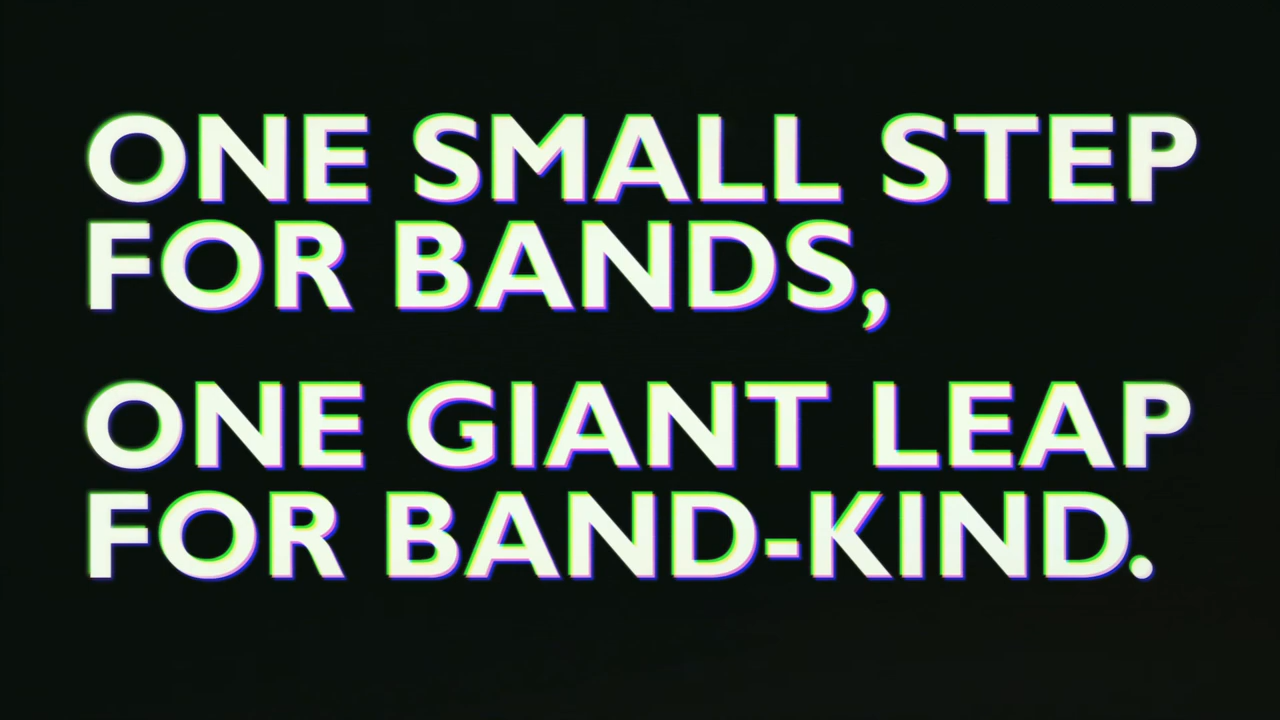 ONE SMALL STEP
FOR BANDS,
ONE GIANT LEAP
FOR BAND-KIND.